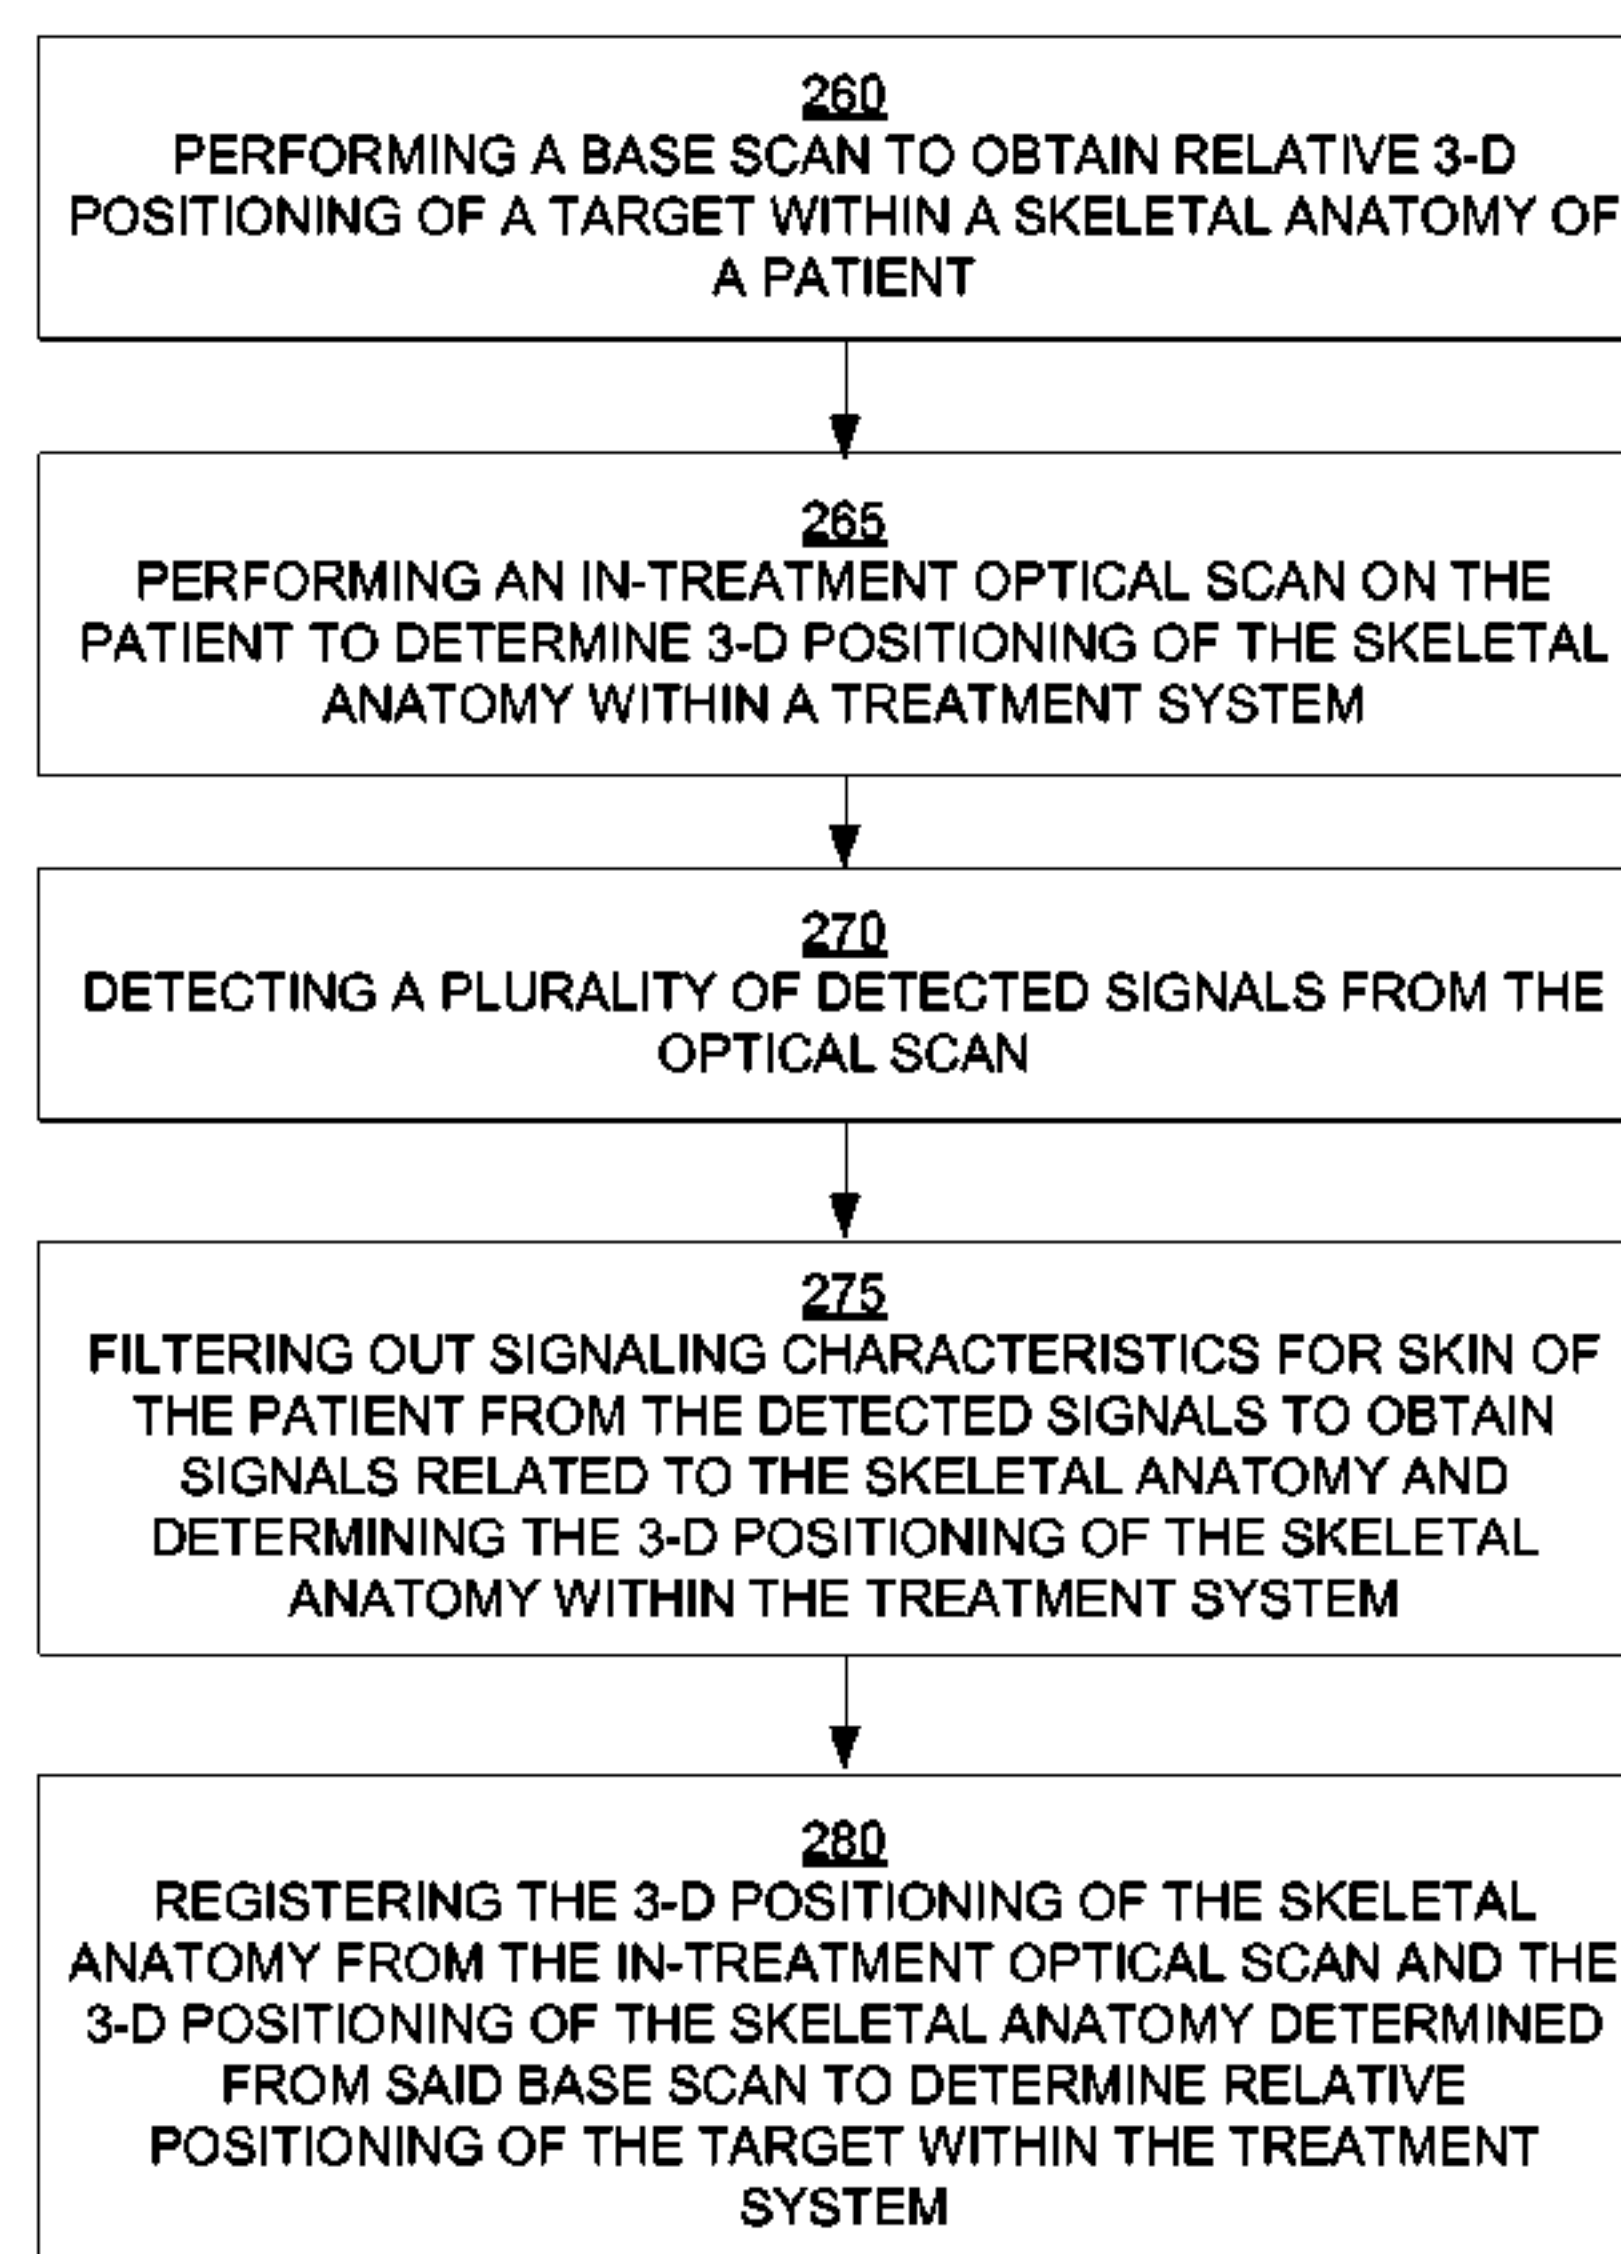 260
PERFORMING A BASE SCAN TO OBTAIN RELATIVE 3-D
POSITIONING OF A TARGET WITHIN A SKELETAL ANATOMY OF
A PATIENT
265
PERFORMING AN IN-TREATMENT OPTICAL SCAN ON THE
PATIENT TO DETERMINE 3-D POSITIONING OF THE SKELETAL
ANATOMY WITHIN A TREATMENT SYSTEM
270
DETECTING A PLURALITY OF DETECTED SIGNALS FROM THE
OPTICAL SCAN
275
FILTERING OUT SIGNALING CHARACTERISTICS FOR SKIN OF
THE PATIENT FROM THE DETECTED SIGNALS TO OBTAIN
SIGNALS RELATED TO THE SKELETAL ANATOMY AND
DETERMINING THE 3-D POSITIONING OF THE SKELETAL
ANATOMY WITHIN THE TREATMENT SYSTEM
280
REGISTERING THE 3-D POSITIONING OF THE SKELETAL
ANATOMY FROM THE IN-TREATMENT OPTICAL SCAN AND THE
3-D POSITIONING OF THE SKELETAL ANATOMY DETERMINED
FROM SAID BASE SCAN TO DETERMINE RELATIVE
POSITIONING OF THE TARGET WITHIN THE TREATMENT
SYSTEM